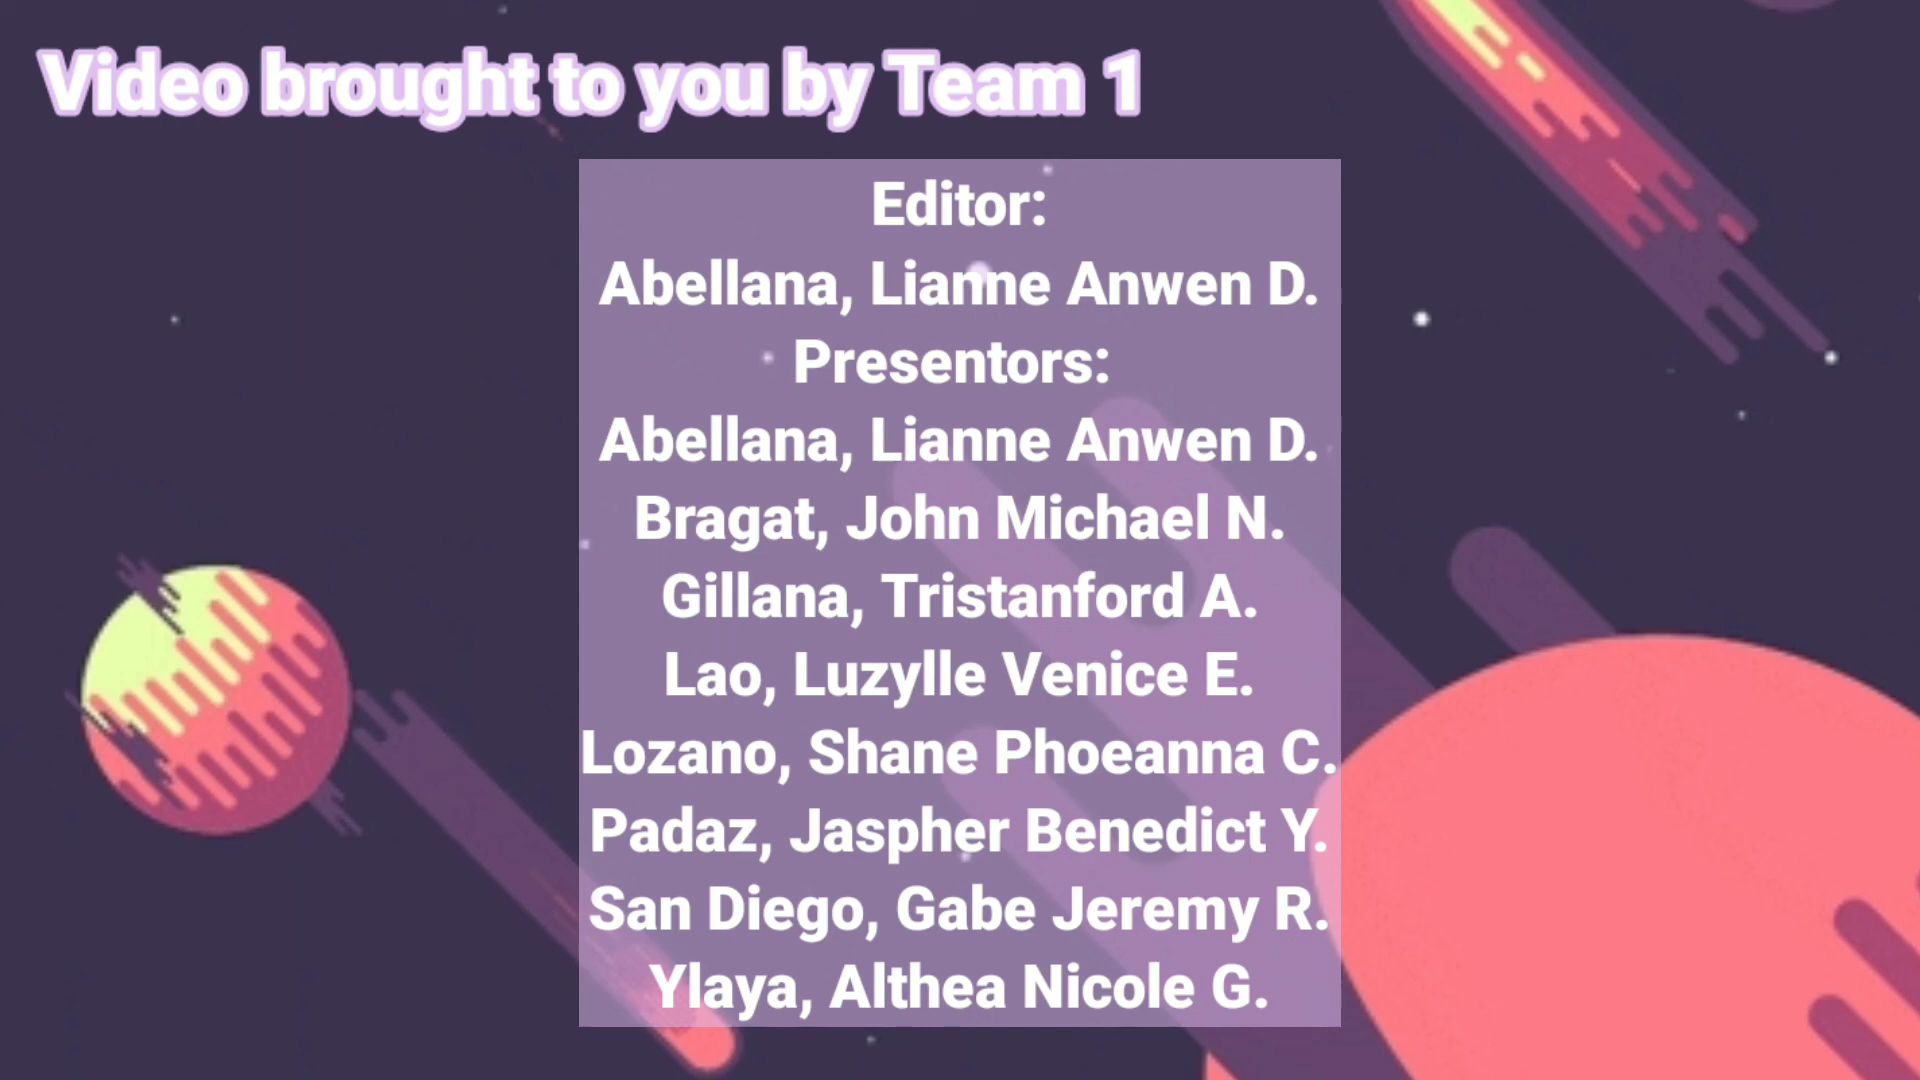 Video brought to you by Team 1
Editor:
Abellana, Lianne Anwen D.
Presentors:
Abellana, Lianne Anwen D.
Bragat, John Michael N.
Gillana, Tristanford A.
Lao, Luzylle Venice E.
Lozano, Shane Phoeanna C.
Padaz, Jaspher Benedict Y.
San Diego, Gabe Jeremy R.
Ylaya, Althea Nicole G.